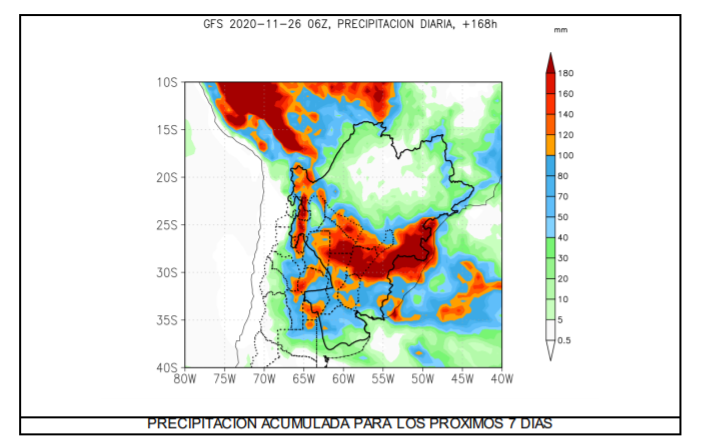 GFS 2020-11-26 06Z, PRECIPITACION DIARIA, +168h
mm
10S
15S
20S
25S
30S
35S
40S
80W 75W 70W 65W 60W 55W 50W 45W 40W
180
160
140
120
100
80
70
50
40
30
20
10
5
0.5
PRECIPITACION ACUMULADA PARA LOS PROXIMOS 7 DIAS